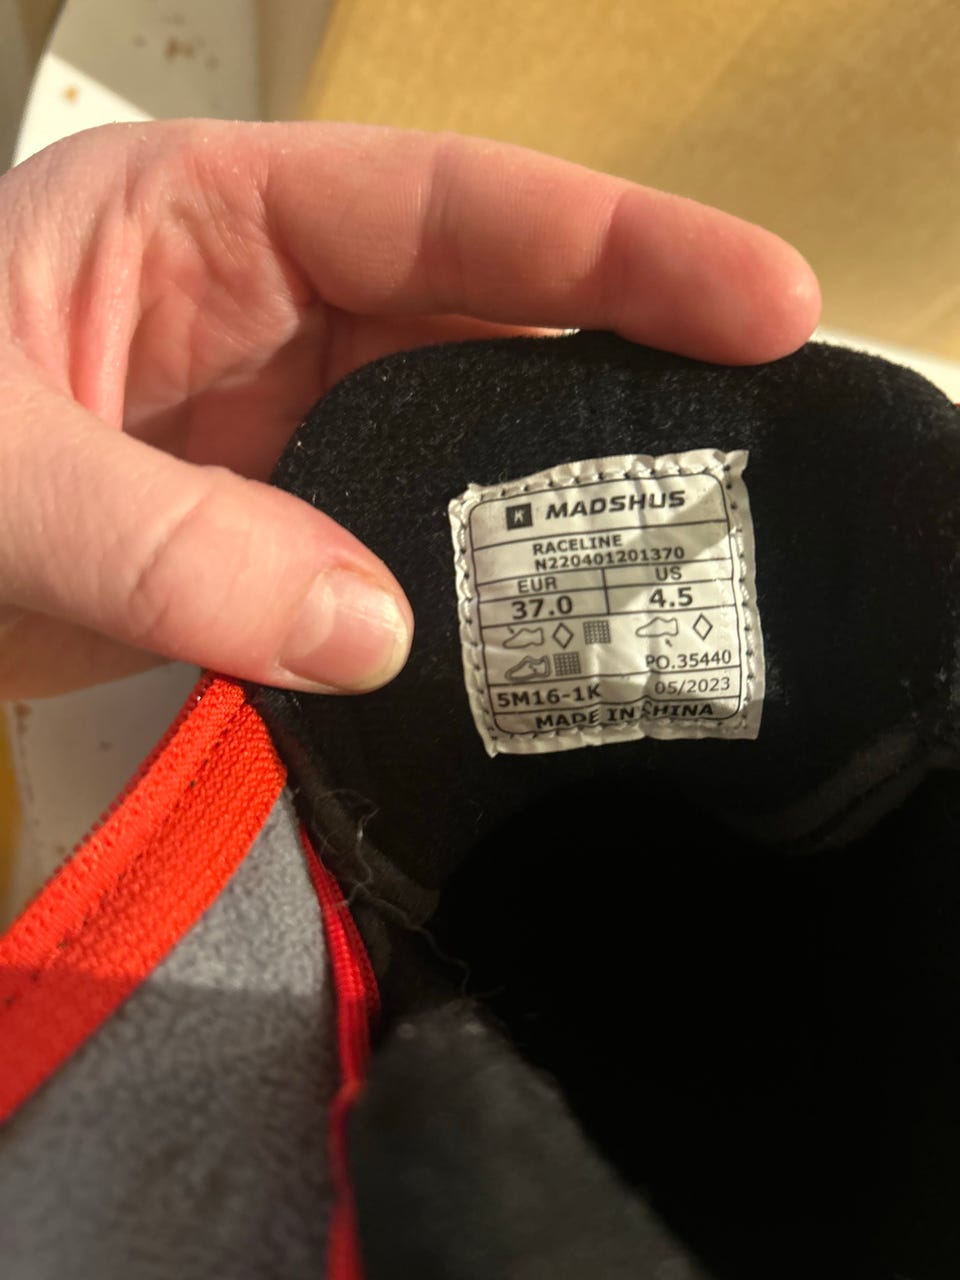 MADSHUS
RACELINE
N220401201370
EUR US
37.0 4.5
PO.35440
5M16-1K 05/2023
MADE IN CHINA